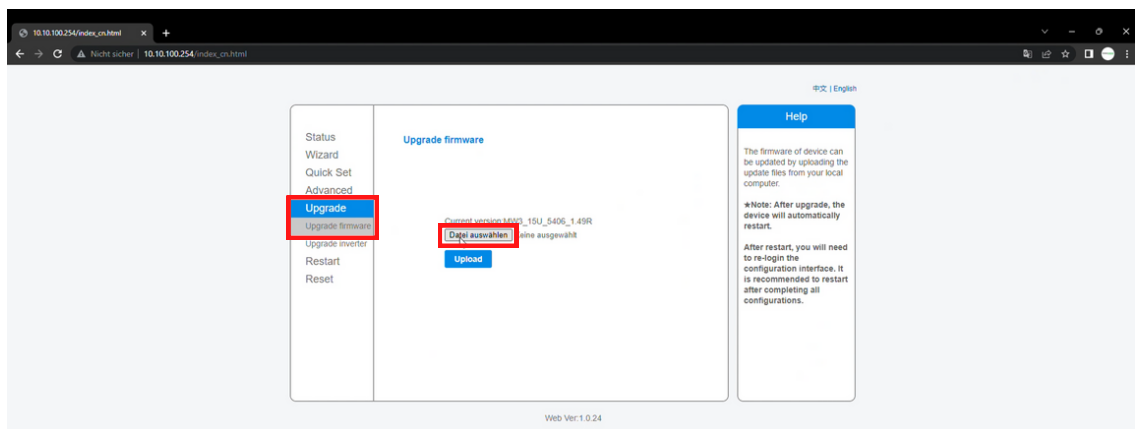 10.10.100.254/index_cn.html
Nicht sicher | 10.10.100.254/index_cn.html
中文 | English
Status
Wizard
Quick Set
Advanced
Upgrade
Upgrade firmware
Upgrade inverter
Restart
Reset
Upgrade firmware
Current version:MW3_15U_5406_1.49R
Datei auswählen eine ausgewählt
Upload
Help
The firmware of device can
be updated by uploading the
update files from your local
computer.
★Note: After upgrade, the
device will automatically
restart.
After restart, you will need
to re-login the
configuration interface. It
is recommended to restart
after completing all
configurations.
Web Ver:1.0.24